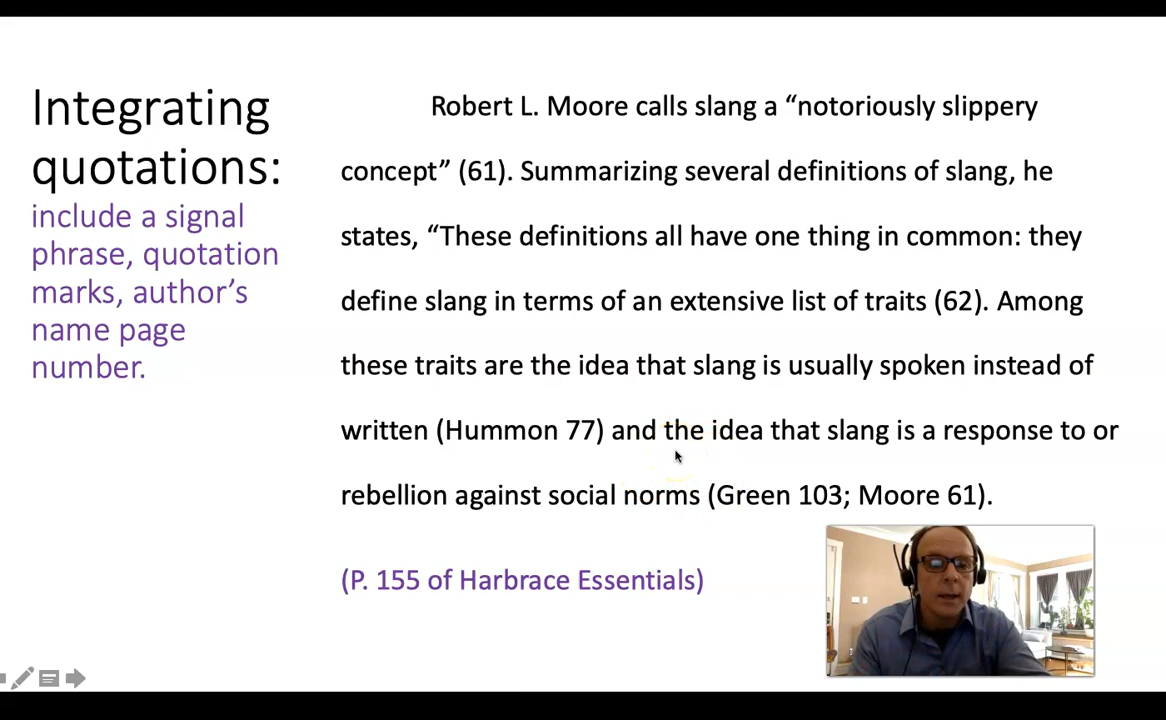 Integrating
quotations:
include a signal
phrase, quotation
marks, author’s
name page
number.
Robert L. Moore calls slang a “notoriously slippery
concept” (61). Summarizing several definitions of slang, he
states, “These definitions all have one thing in common: they
define slang in terms of an extensive list of traits (62). Among
these traits are the idea that slang is usually spoken instead of
written (Hummon 77) and the idea that slang is a response to or
rebellion against social norms (Green 103; Moore 61).
(P. 155 of Harbrace Essentials)